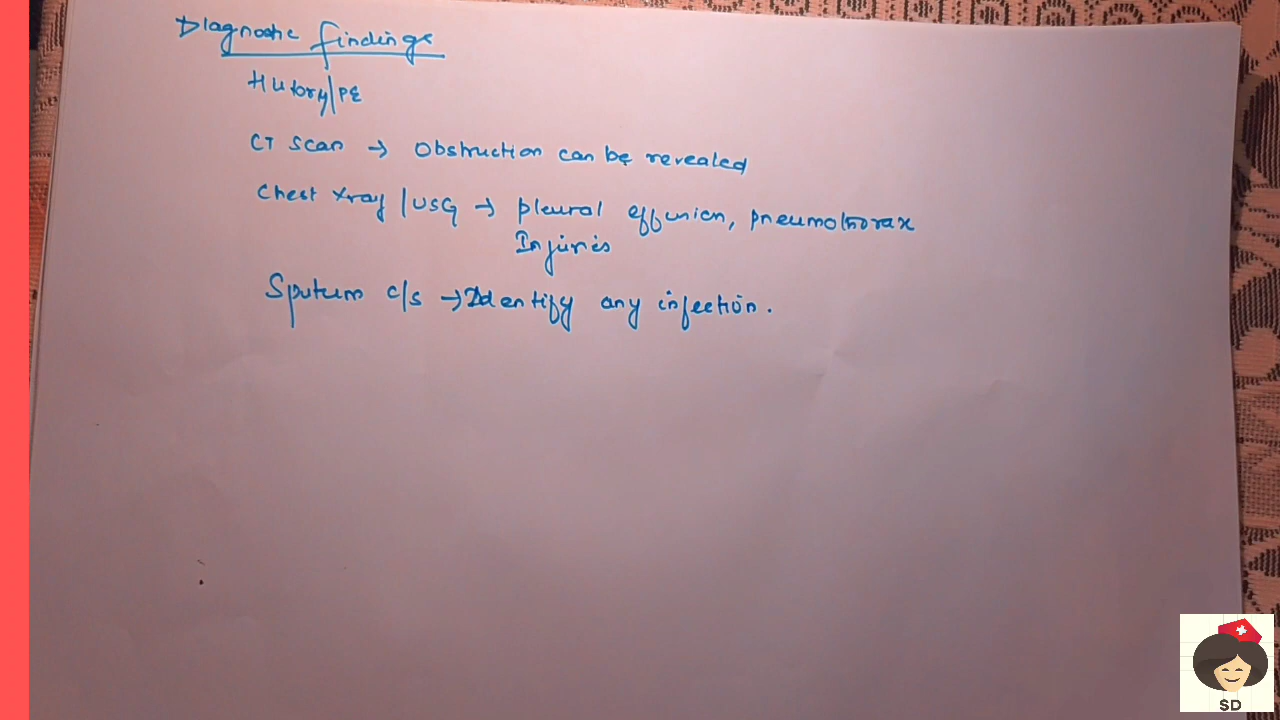 Diagnostic findings
History/PE
CT scan → Obstruction can be revealed
Chest xray/USG → pleural effusion, pneumothorax
Injuries
Sputum c/s → Identify any infection.
SD